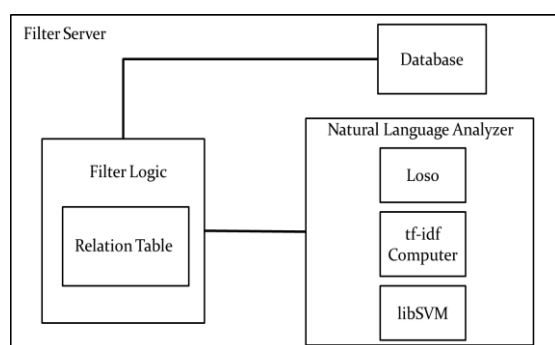 Filter Server
Database
Natural Language Analyzer
Filter Logic
Loso
Relation Table
tf-idf
Computer
libSVM